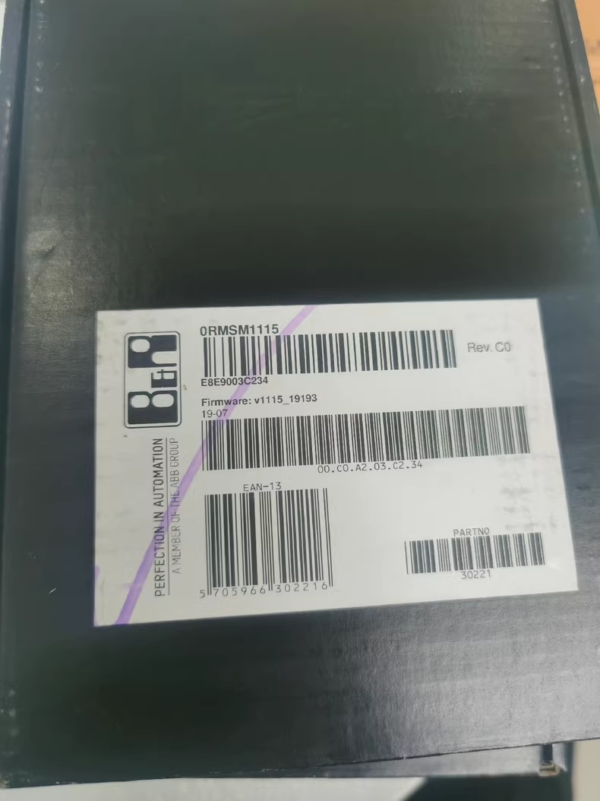 B&R
PERFECTION IN AUTOMATION
A MEMBER OF THE ABB GROUP
0RMSM1115
Rev. C0
E8E9003C234
Firmware: v1115_19193
19-07
00.C0.A2.03.C2.34
EAN-13
5 705966 302216
PARTNO
30221